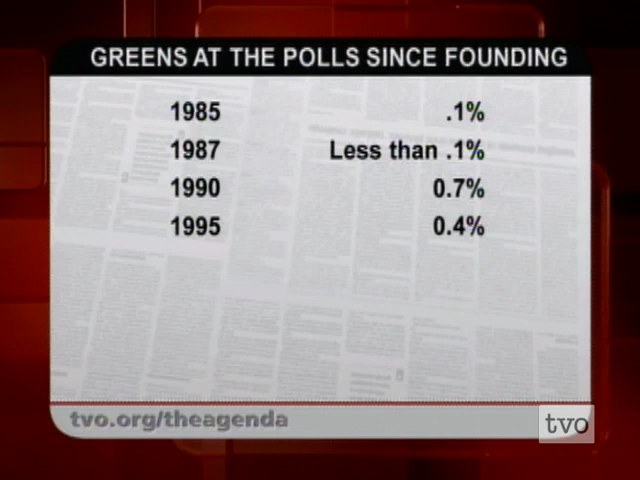 GREENS AT THE POLLS SINCE FOUNDING
1985 .1%
1987 Less than .1%
1990 0.7%
1995 0.4%
tvo.org/theagenda
tvo